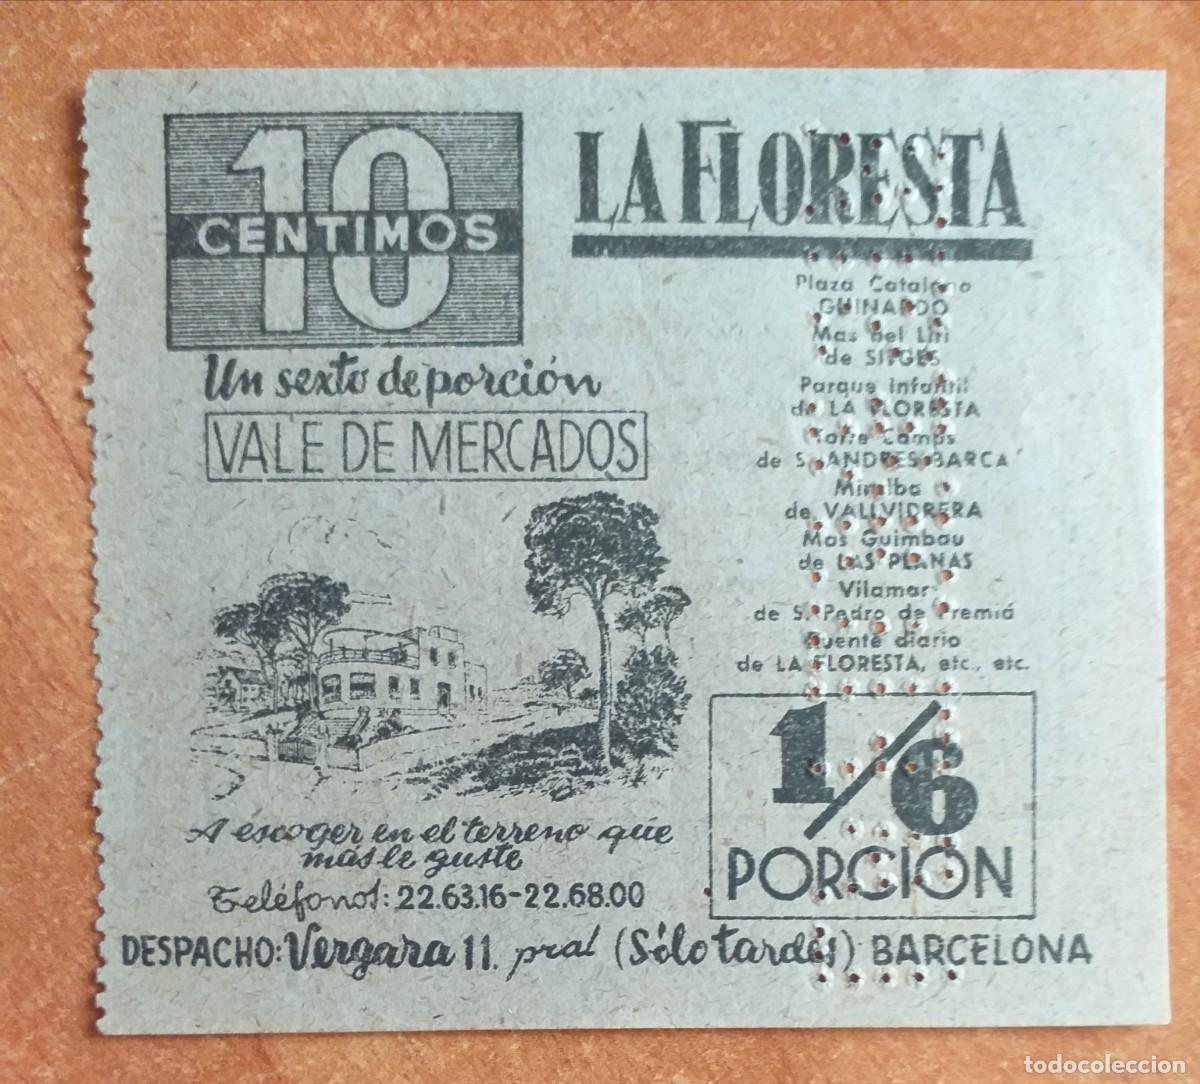 10
CENTIMOS
Un sexto de porción
VALE DE MERCADOS
LA FLORESTA
Plaza Catalana
GUINARDO
Mas del Lliri
de SITGES
Parque Infantil
de LA FLORESTA
Torre Camps
de S. ANDRES BARCA
Miralba
de VALLVIDRERA
Mas Guimbau
de LAS PLANAS
Vilamar
de S. Pedro de Premiá
Fuente diario
de LA FLORESTA, etc., etc.
1/6
PORCIÓN
A escoger en el terreno que
más le guste
Teléfonos: 22.63.16-22.68.00
DESPACHO: Vergara 11. pral (Sólo tardes) BARCELONA
todocoleccion